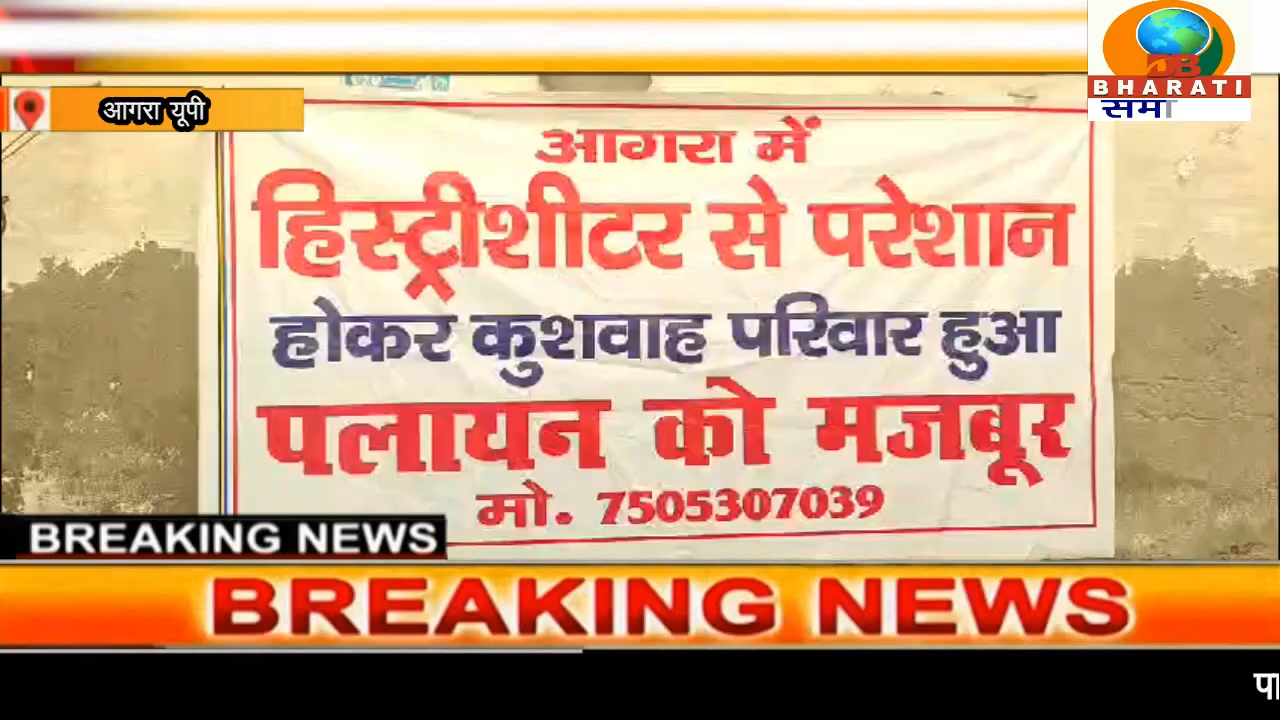 BHARATI
आगरा यूपी
आगरा में
हिस्ट्रीशीटर से परेशान
होकर कुशवाह परिवार हुआ
पलायन को मजबूर
मो. 7505307039
BREAKING NEWS
BREAKING NEWS